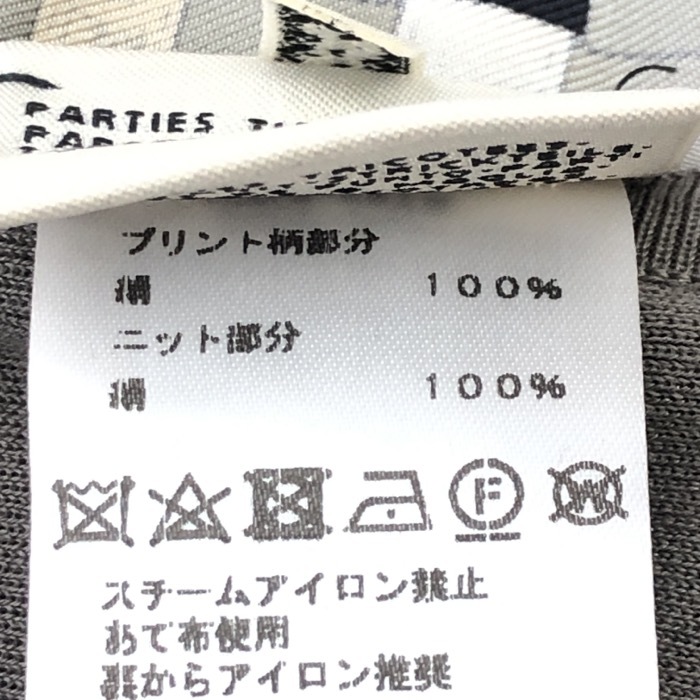 PARTIES
プリント柄部分
絹 100%
ニット部分
絹 100%
F
W
スチームアイロン禁止
あて布使用
裏からアイロン推奨